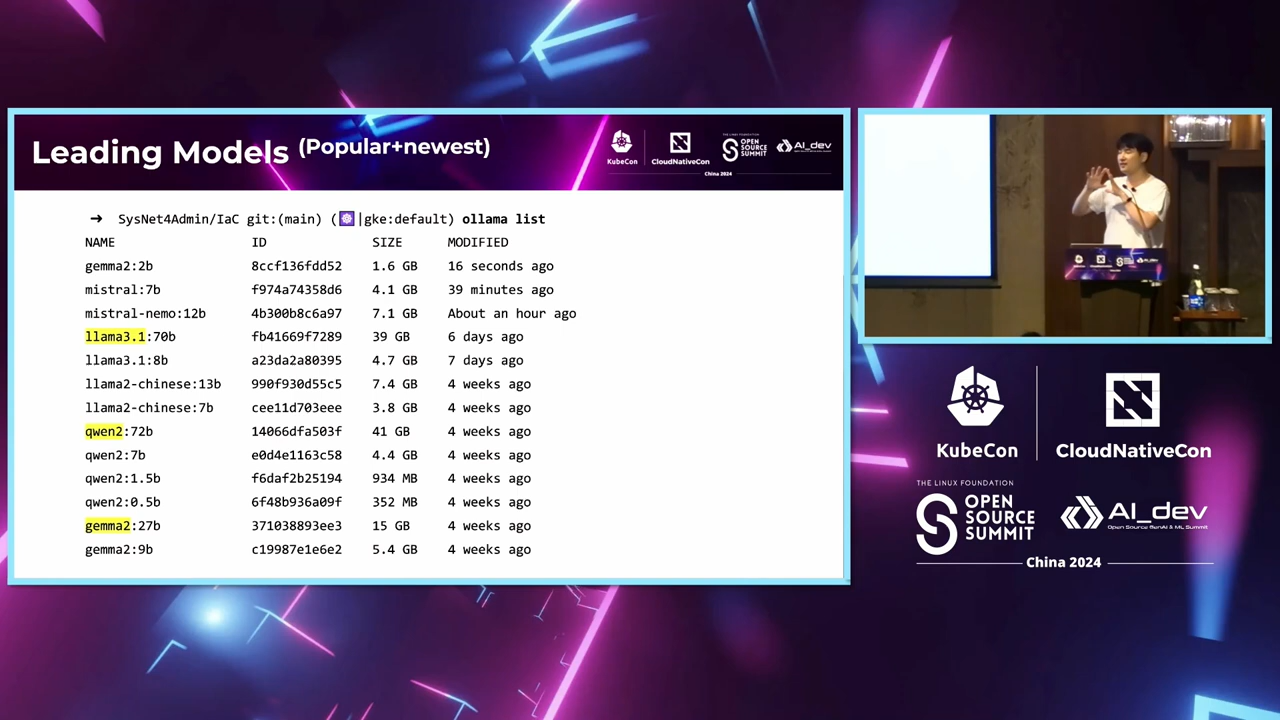 Leading Models (Popular+newest)
KubeCon
CloudNativeCon
THE LINUX FOUNDATION
OPEN
SOURCE
SUMMIT
AI_dev
China 2024
➜ SysNet4Admin/IaC git:(main) (⎈|gke:default) ollama list
NAME ID SIZE MODIFIED
gemma2:2b 8ccf136fdd52 1.6 GB 16 seconds ago
mistral:7b f974a74358d6 4.1 GB 39 minutes ago
mistral-nemo:12b 4b300b8c6a97 7.1 GB About an hour ago
llama3.1:70b fb41669f7289 39 GB 6 days ago
llama3.1:8b a23da2a80395 4.7 GB 7 days ago
llama2-chinese:13b 990f930d55c5 7.4 GB 4 weeks ago
llama2-chinese:7b cee11d703eee 3.8 GB 4 weeks ago
qwen2:72b 14066dfa503f 41 GB 4 weeks ago
qwen2:7b e0d4e1163c58 4.4 GB 4 weeks ago
qwen2:1.5b f6daf2b25194 934 MB 4 weeks ago
qwen2:0.5b 6f48b936a09f 352 MB 4 weeks ago
gemma2:27b 371038893ee3 15 GB 4 weeks ago
gemma2:9b c19987e1e6e2 5.4 GB 4 weeks ago
KubeCon
CloudNativeCon
THE LINUX FOUNDATION
OPEN
SOURCE
SUMMIT
AI_dev
Open Source GenAI & ML Summit
China 2024